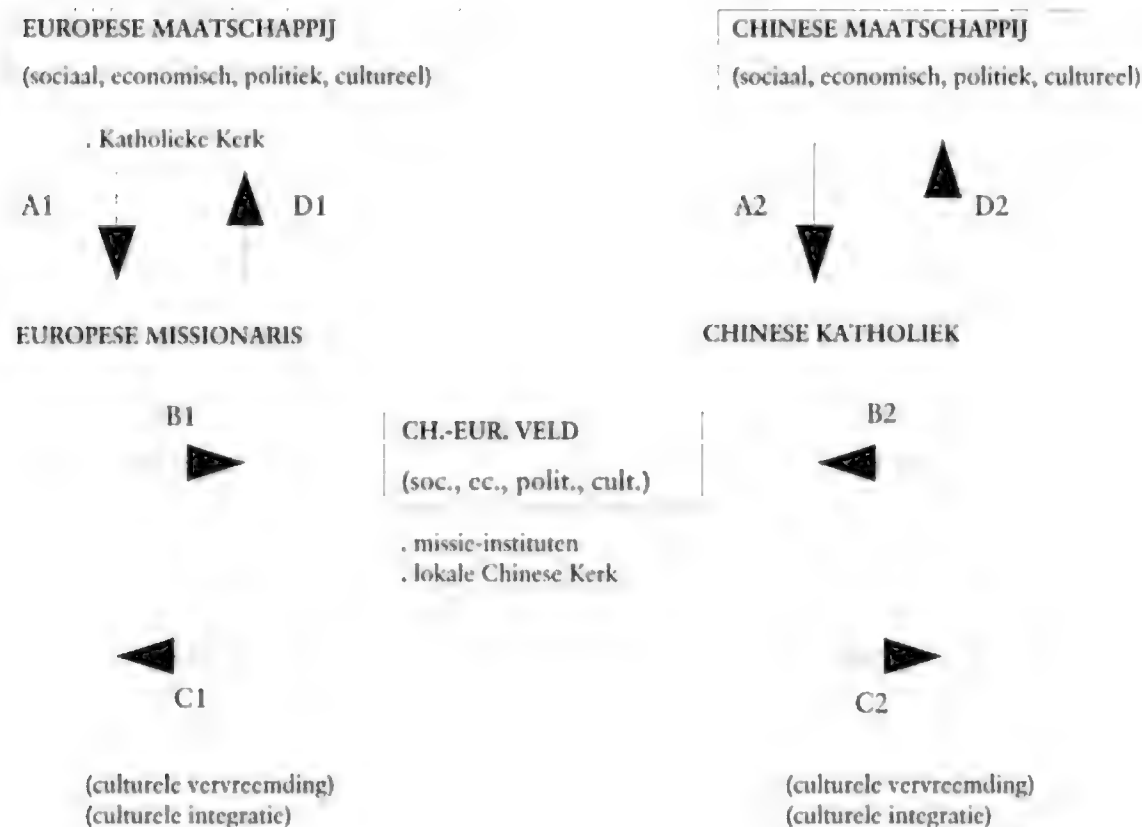 EUROPESE MAATSCHAPPIJ
(sociaal, economisch, politiek, cultureel)
. Katholieke Kerk
A1
D1
EUROPESE MISSIONARIS
B1
C1
(culturele vervreemding)
(culturele integratie)
CH.-EUR. VELD
(soc., ec., polit., cult.)
. missie-instituten
. lokale Chinese Kerk
CHINESE MAATSCHAPPIJ
(sociaal, economisch, politiek, cultureel)
A2
D2
CHINESE KATHOLIEK
B2
C2
(culturele vervreemding)
(culturele integratie)